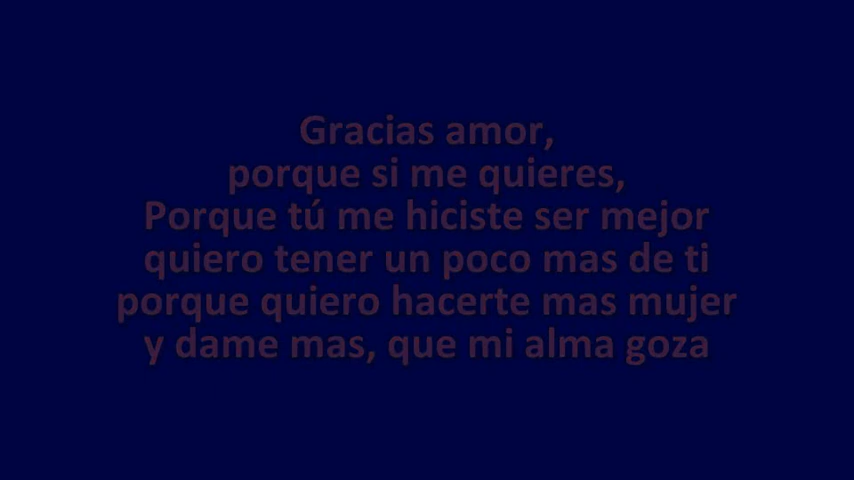 Gracias amor,
porque si me quieres,
Porque tú me hiciste ser mejor
quiero tener un poco mas de ti
porque quiero hacerte mas mujer
y dame mas, que mi alma goza